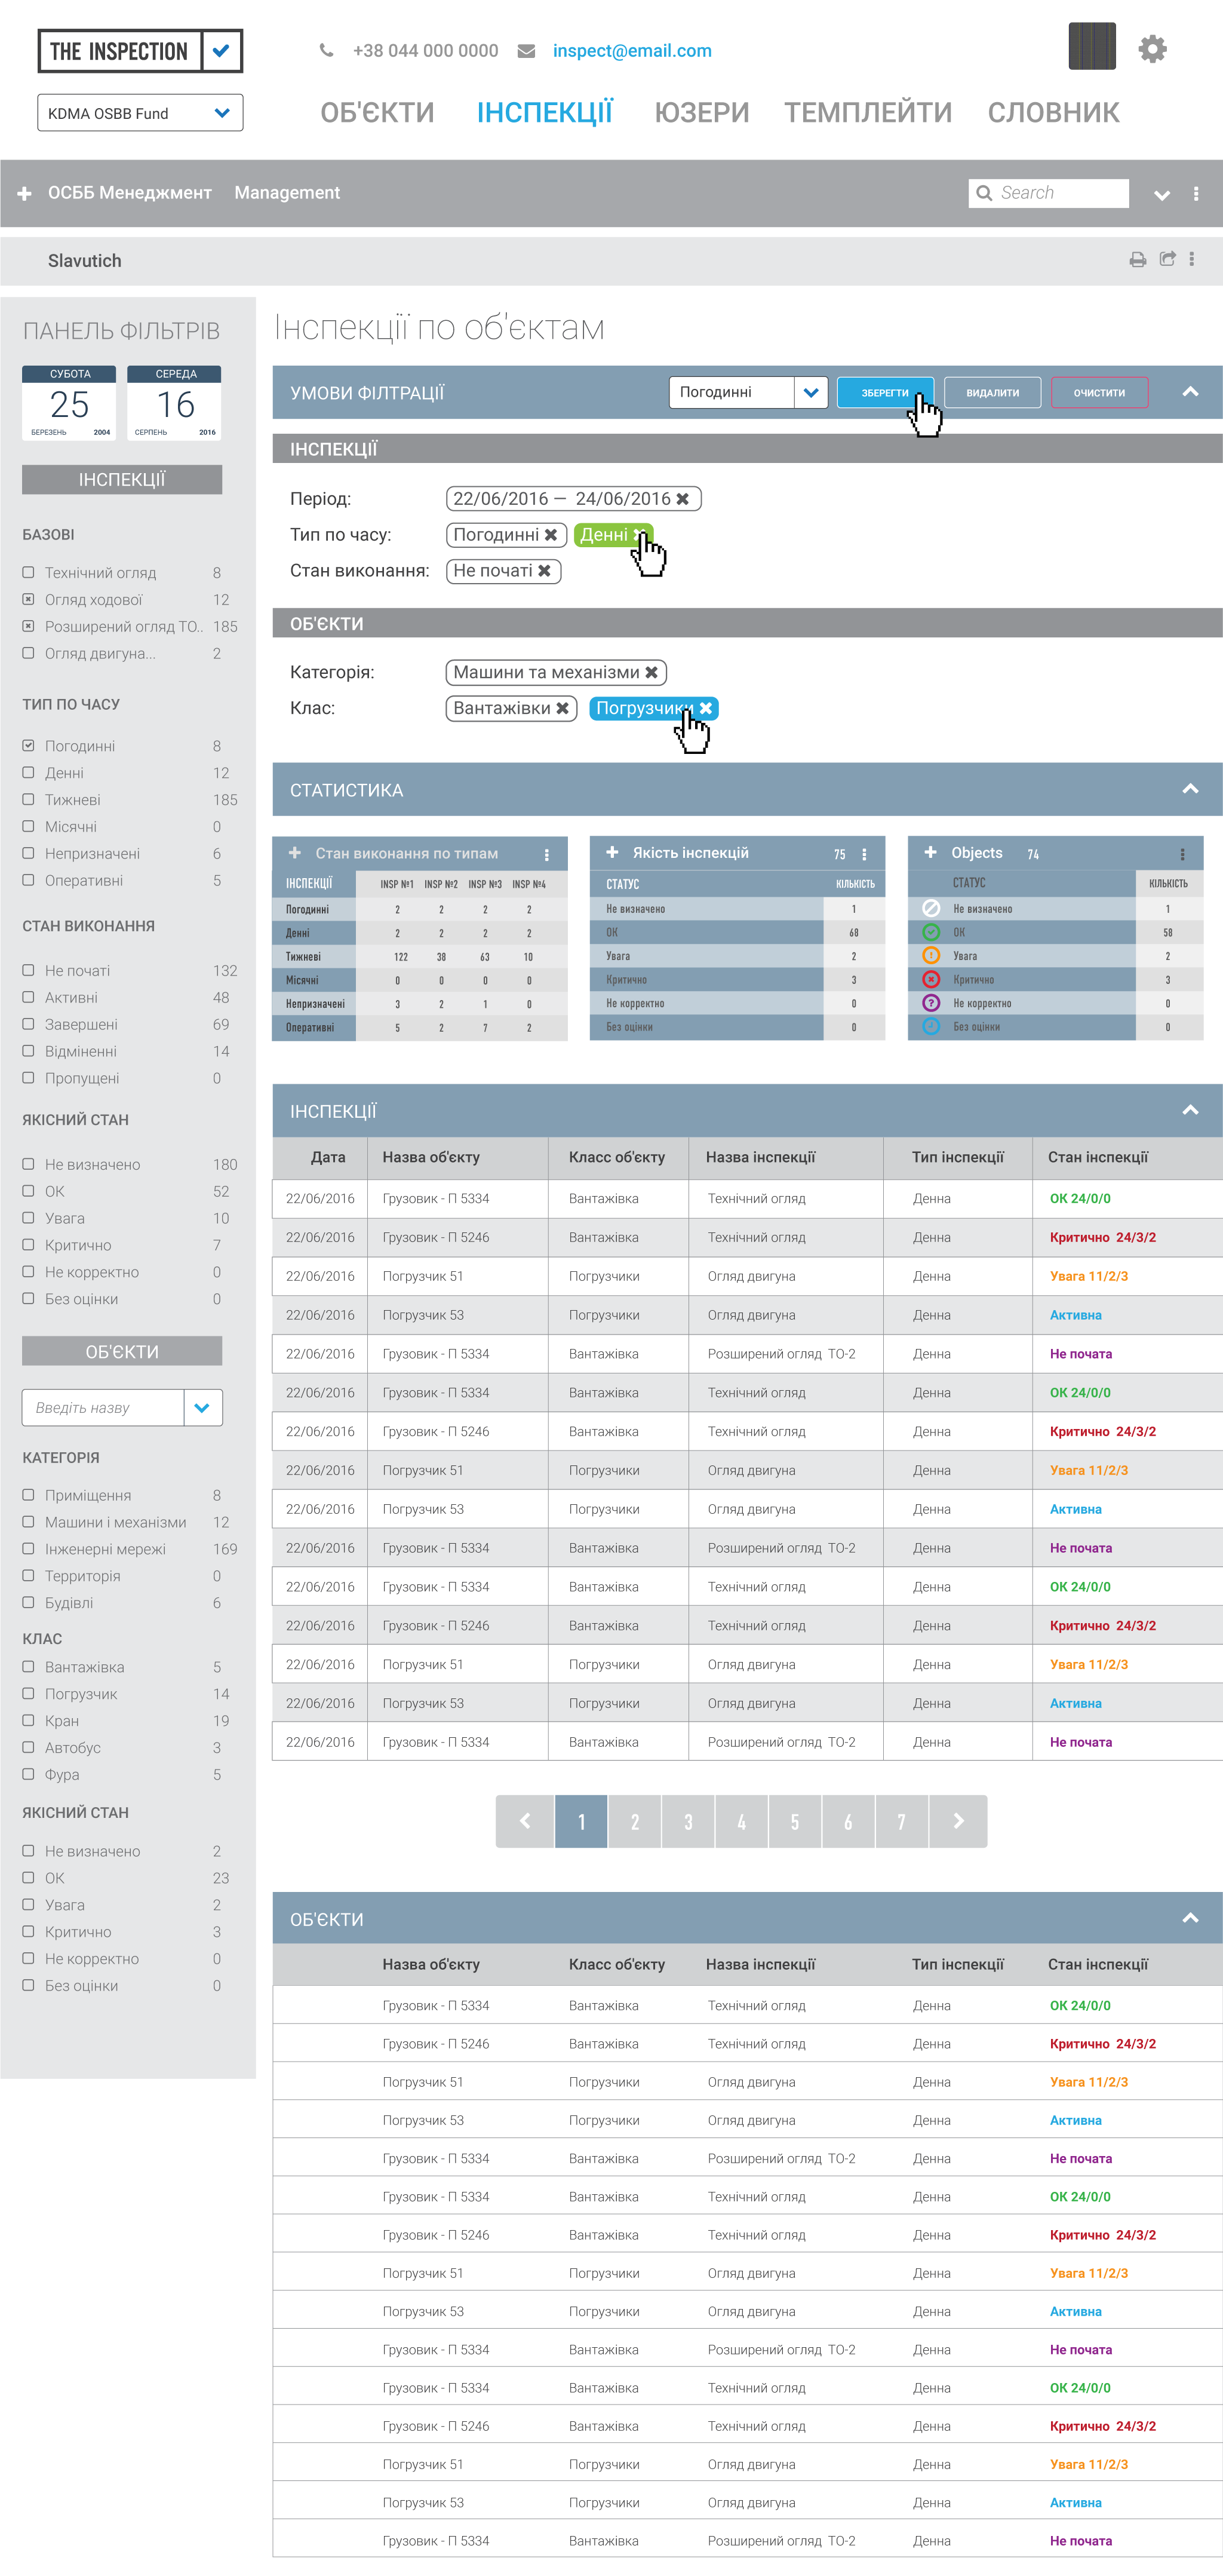 THE INSPECTION
+38 044 000 0000 inspect@email.com
KDMA OSBB Fund
ОБ'ЄКТИ ІНСПЕКЦІЇ ЮЗЕРИ ТЕМПЛЕЙТИ СЛОВНИК
ОСББ Менеджмент Management Search
Slavutich
ПАНЕЛЬ ФІЛЬТРІВ
СУБОТА СЕРЕДА
25 16
БЕРЕЗЕНЬ 2004 СЕРПЕНЬ 2016
ІНСПЕКЦІЇ
БАЗОВІ
Технічний огляд 8
Огляд ходової 12
Розширений огляд ТО.. 185
Огляд двигуна... 2
ТИП ПО ЧАСУ
Погодинні 8
Денні 12
Тижневі 185
Місячні 0
Непризначені 6
Оперативні 5
СТАН ВИКОНАННЯ
Не початі 132
Активні 48
Завершені 69
Відміненні 14
Пропущені 0
ЯКІСНИЙ СТАН
Не визначено 180
ОК 52
Увага 10
Критично 7
Не корректно 0
Без оцінки 0
ОБ'ЄКТИ
Введіть назву
КАТЕГОРІЯ
Приміщення 8
Машини і механізми 12
Інженерні мережі 169
Территорія 0
Будівлі 6
КЛАС
Вантажівка 5
Погрузчик 14
Кран 19
Автобус 3
Фура 5
ЯКІСНИЙ СТАН
Не визначено 2
ОК 23
Увага 2
Критично 3
Не корректно 0
Без оцінки 0
Інспекції по об'єктам
УМОВИ ФІЛТРАЦІЇ Погодинні ЗБЕРЕГТИ ВИДАЛИТИ ОЧИСТИТИ
ІНСПЕКЦІЇ
Період: 22/06/2016 — 24/06/2016
Тип по часу: Погодинні Денні
Стан виконання: Не початі
ОБ'ЄКТИ
Категорія: Машини та механізми
Клас: Вантажівки Погрузчики
СТАТИСТИКА
Стан виконання по типам
ІНСПЕКЦІЇ INSP №1 INSP №2 INSP №3 INSP №4
Погодинні 2 2 2 2
Денні 2 2 2 2
Тижневі 122 38 63 10
Місячні 0 0 0 0
Непризначені 3 2 1 0
Оперативні 5 2 7 2
Якість інспекцій 75
СТАТУС КІЛЬКІСТЬ
Не визначено 1
ОК 68
Увага 2
Критично 3
Не корректно 0
Без оцінки 0
Objects 74
СТАТУС КІЛЬКІСТЬ
Не визначено 1
ОК 58
Увага 2
Критично 3
Не корректно 0
Без оцінки 0
ІНСПЕКЦІЇ
Дата Назва об'єкту Класс об'єкту Назва інспекції Тип інспекції Стан інспекції
22/06/2016 Грузовик - П 5334 Вантажівка Технічний огляд Денна ОК 24/0/0
22/06/2016 Грузовик - П 5246 Вантажівка Технічний огляд Денна Критично 24/3/2
22/06/2016 Погрузчик 51 Погрузчики Огляд двигуна Денна Увага 11/2/3
22/06/2016 Погрузчик 53 Погрузчики Огляд двигуна Денна Активна
22/06/2016 Грузовик - П 5334 Вантажівка Розширений огляд ТО-2 Денна Не почата
22/06/2016 Грузовик - П 5334 Вантажівка Технічний огляд Денна ОК 24/0/0
22/06/2016 Грузовик - П 5246 Вантажівка Технічний огляд Денна Критично 24/3/2
22/06/2016 Погрузчик 51 Погрузчики Огляд двигуна Денна Увага 11/2/3
22/06/2016 Погрузчик 53 Погрузчики Огляд двигуна Денна Активна
22/06/2016 Грузовик - П 5334 Вантажівка Розширений огляд ТО-2 Денна Не почата
22/06/2016 Грузовик - П 5334 Вантажівка Технічний огляд Денна ОК 24/0/0
22/06/2016 Грузовик - П 5246 Вантажівка Технічний огляд Денна Критично 24/3/2
22/06/2016 Погрузчик 51 Погрузчики Огляд двигуна Денна Увага 11/2/3
22/06/2016 Погрузчик 53 Погрузчики Огляд двигуна Денна Активна
22/06/2016 Грузовик - П 5334 Вантажівка Розширений огляд ТО-2 Денна Не почата
1 2 3 4 5 6 7
ОБ'ЄКТИ
Назва об'єкту Класс об'єкту Назва інспекції Тип інспекції Стан інспекції
Грузовик - П 5334 Вантажівка Технічний огляд Денна ОК 24/0/0
Грузовик - П 5246 Вантажівка Технічний огляд Денна Критично 24/3/2
Погрузчик 51 Погрузчики Огляд двигуна Денна Увага 11/2/3
Погрузчик 53 Погрузчики Огляд двигуна Денна Активна
Грузовик - П 5334 Вантажівка Розширений огляд ТО-2 Денна Не почата
Грузовик - П 5334 Вантажівка Технічний огляд Денна ОК 24/0/0
Грузовик - П 5246 Вантажівка Технічний огляд Денна Критично 24/3/2
Погрузчик 51 Погрузчики Огляд двигуна Денна Увага 11/2/3
Погрузчик 53 Погрузчики Огляд двигуна Денна Активна
Грузовик - П 5334 Вантажівка Розширений огляд ТО-2 Денна Не почата
Грузовик - П 5334 Вантажівка Технічний огляд Денна ОК 24/0/0
Грузовик - П 5246 Вантажівка Технічний огляд Денна Критично 24/3/2
Погрузчик 51 Погрузчики Огляд двигуна Денна Увага 11/2/3
Погрузчик 53 Погрузчики Огляд двигуна Денна Активна
Грузовик - П 5334 Вантажівка Розширений огляд ТО-2 Денна Не почата